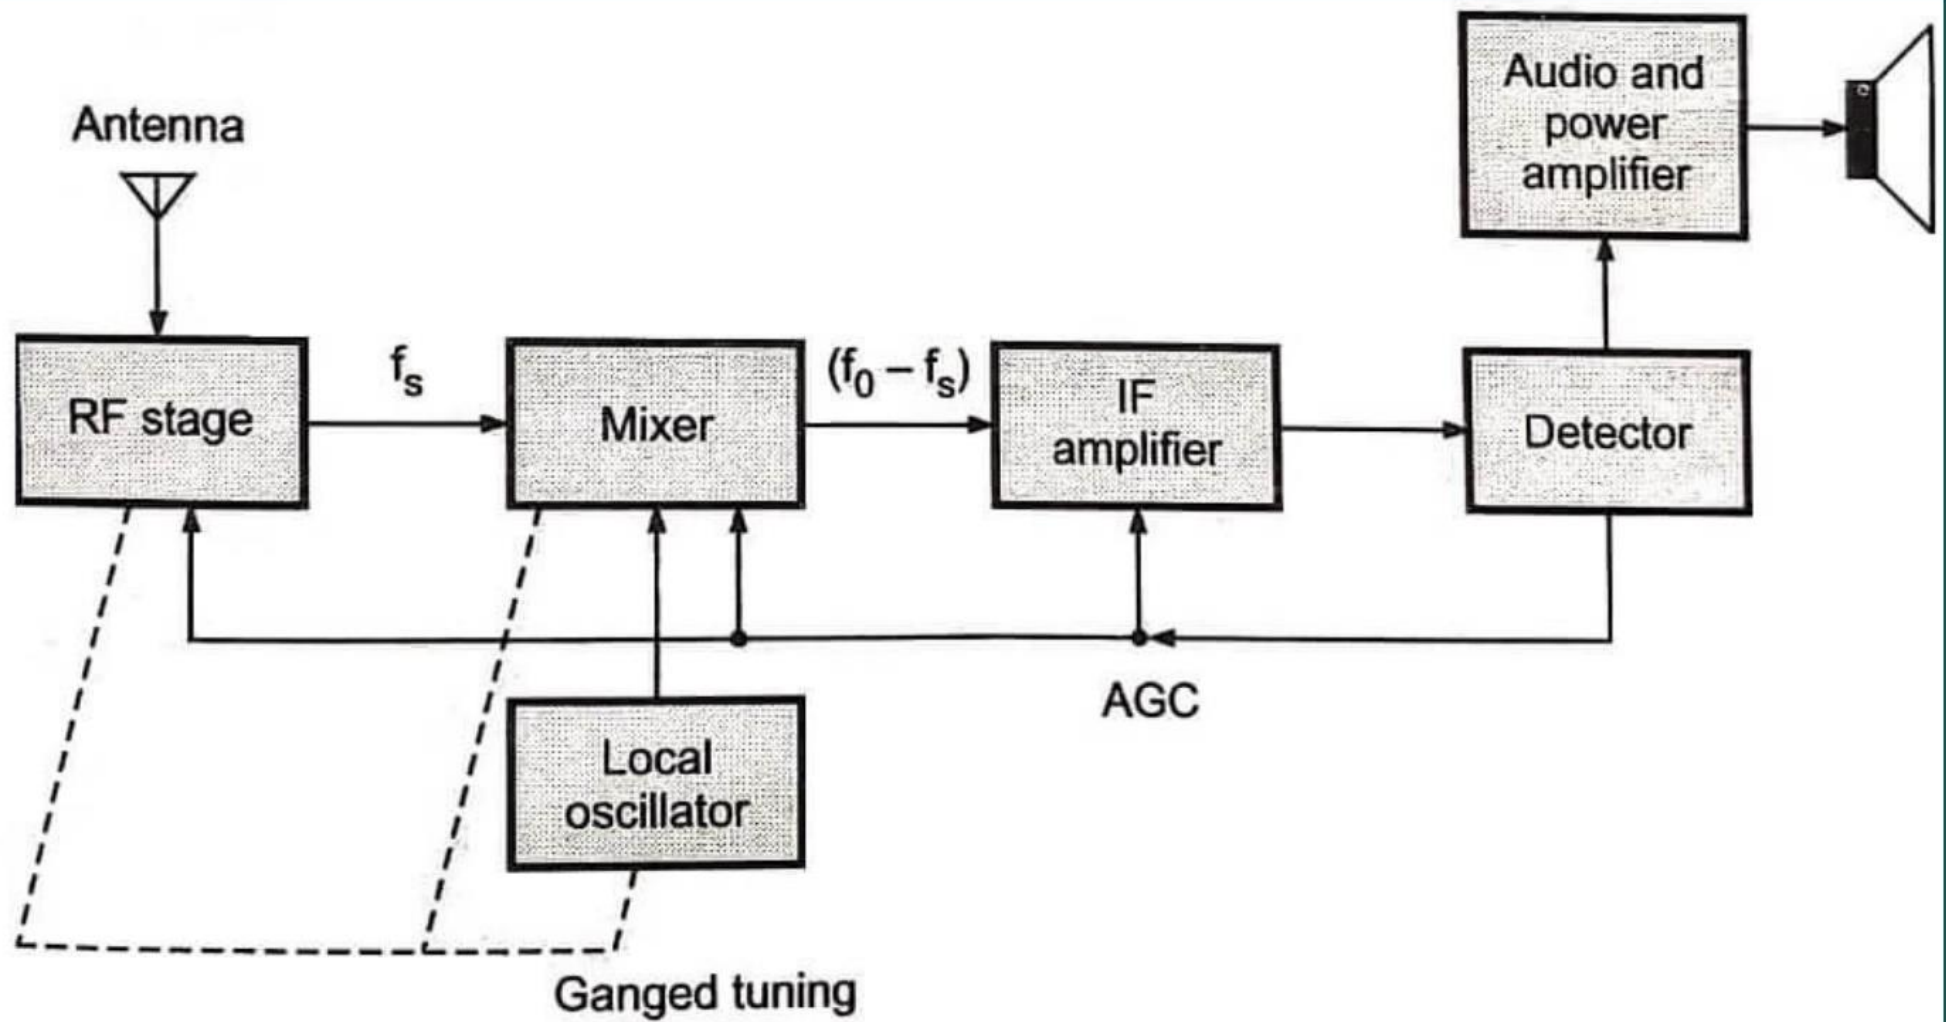 Audio and
power
amplifier
Antenna
RF stage
fₛ
Mixer
(f₀ – fₛ)
IF
amplifier
Detector
AGC
Local
oscillator
Ganged tuning